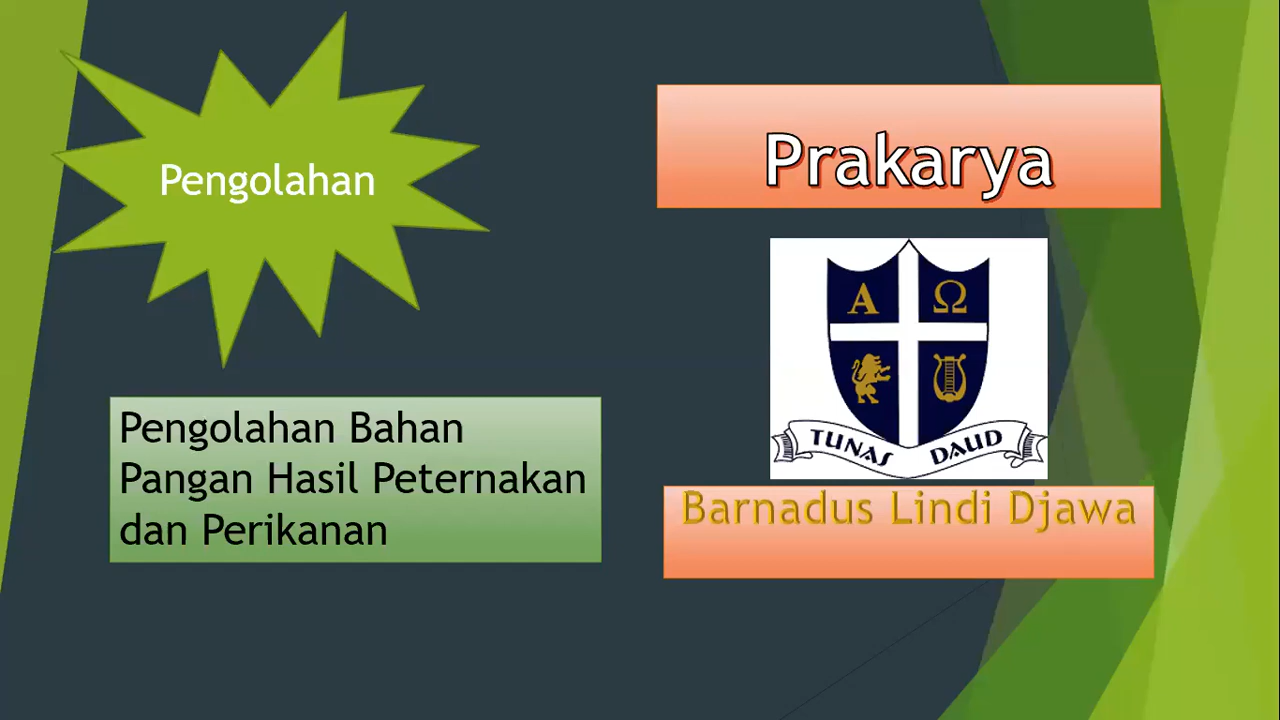 Pengolahan
Prakarya
A Ω
TUNAS DAUD
Pengolahan Bahan
Pangan Hasil Peternakan
dan Perikanan
Barnadus Lindi Djawa